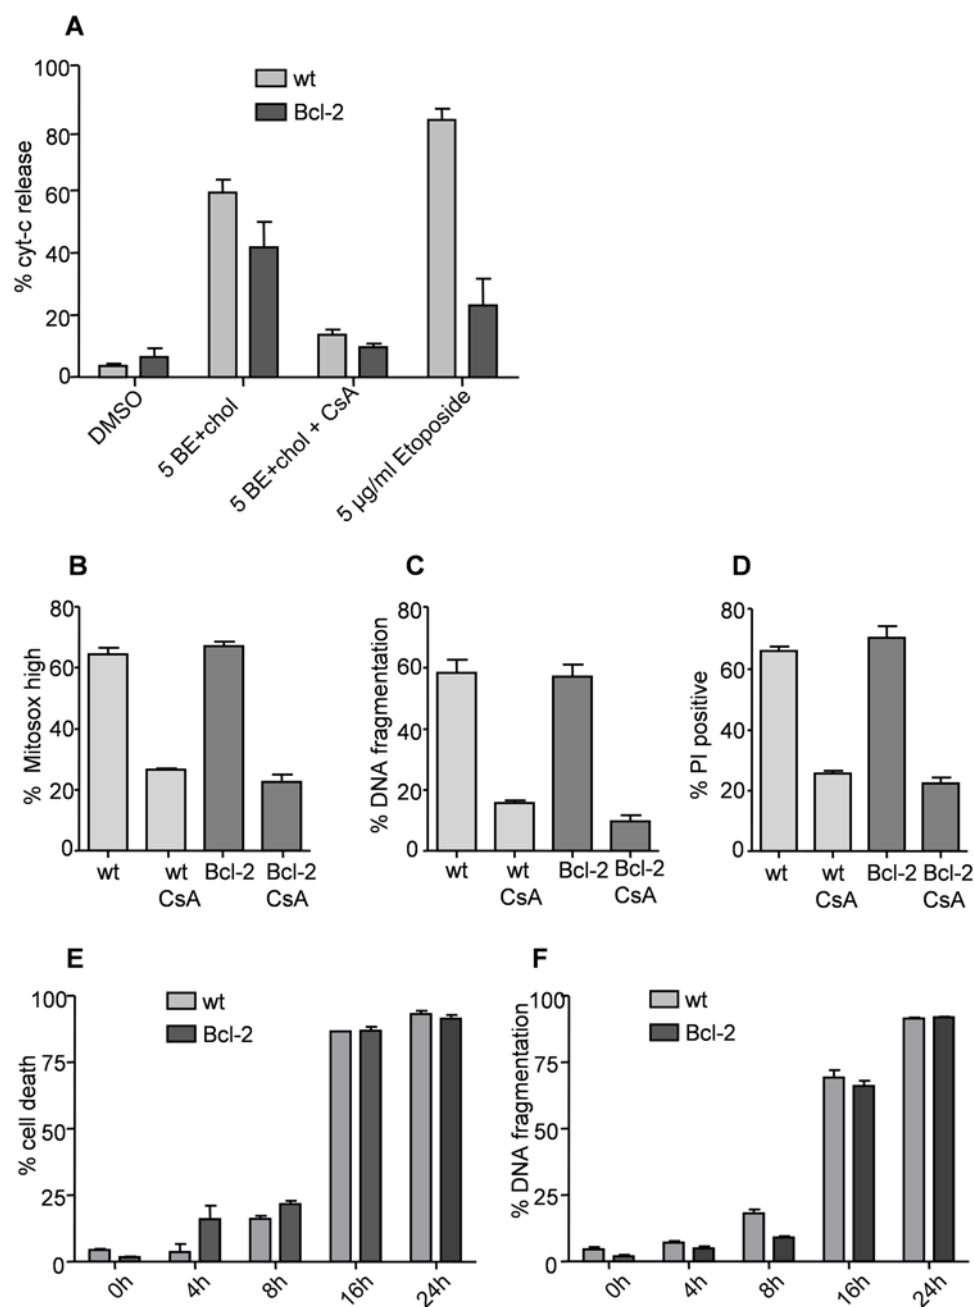 A
% cyt-c release
100
80
60
40
20
0
wt
Bcl-2
DMSO
5 BE+chol
5 BE+chol + CsA
5 µg/ml Etoposide
B
% Mitosox high
80
60
40
20
0
wt
wt
CsA
Bcl-2
Bcl-2
CsA
C
% DNA fragmentation
80
60
40
20
0
wt
wt
CsA
Bcl-2
Bcl-2
CsA
D
% PI positive
80
60
40
20
0
wt
wt
CsA
Bcl-2
Bcl-2
CsA
E
% cell death
100
75
50
25
0
wt
Bcl-2
0h
4h
8h
16h
24h
F
% DNA fragmentation
100
75
50
25
0
wt
Bcl-2
0h
4h
8h
16h
24h